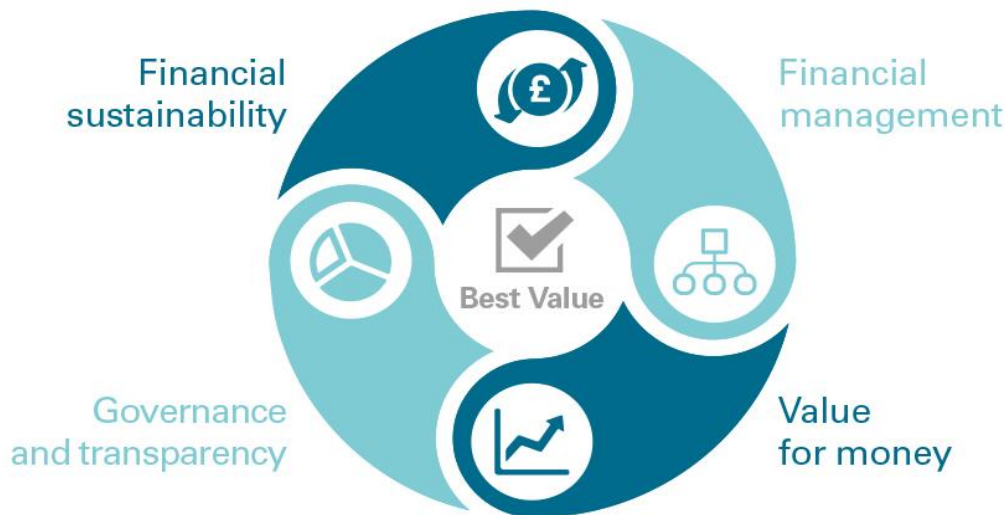 Financial
sustainability
Financial
management
£
Best Value
Governance
and transparency
Value
for money